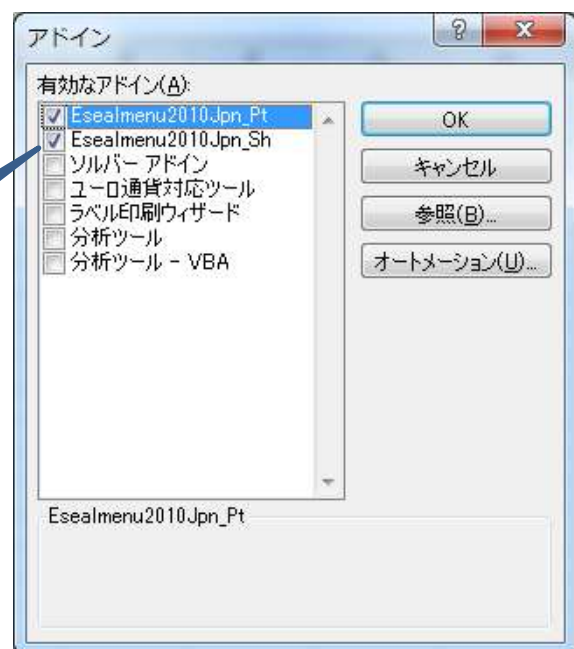 アドイン
有効なアドイン(A):
Esealmenu2010Jpn_Pt
Esealmenu2010Jpn_Sh
ソルバー アドイン
ユーロ通貨対応ツール
ラベル印刷ウィザード
分析ツール
分析ツール - VBA
OK
キャンセル
参照(B)...
オートメーション(U)...
Esealmenu2010Jpn_Pt